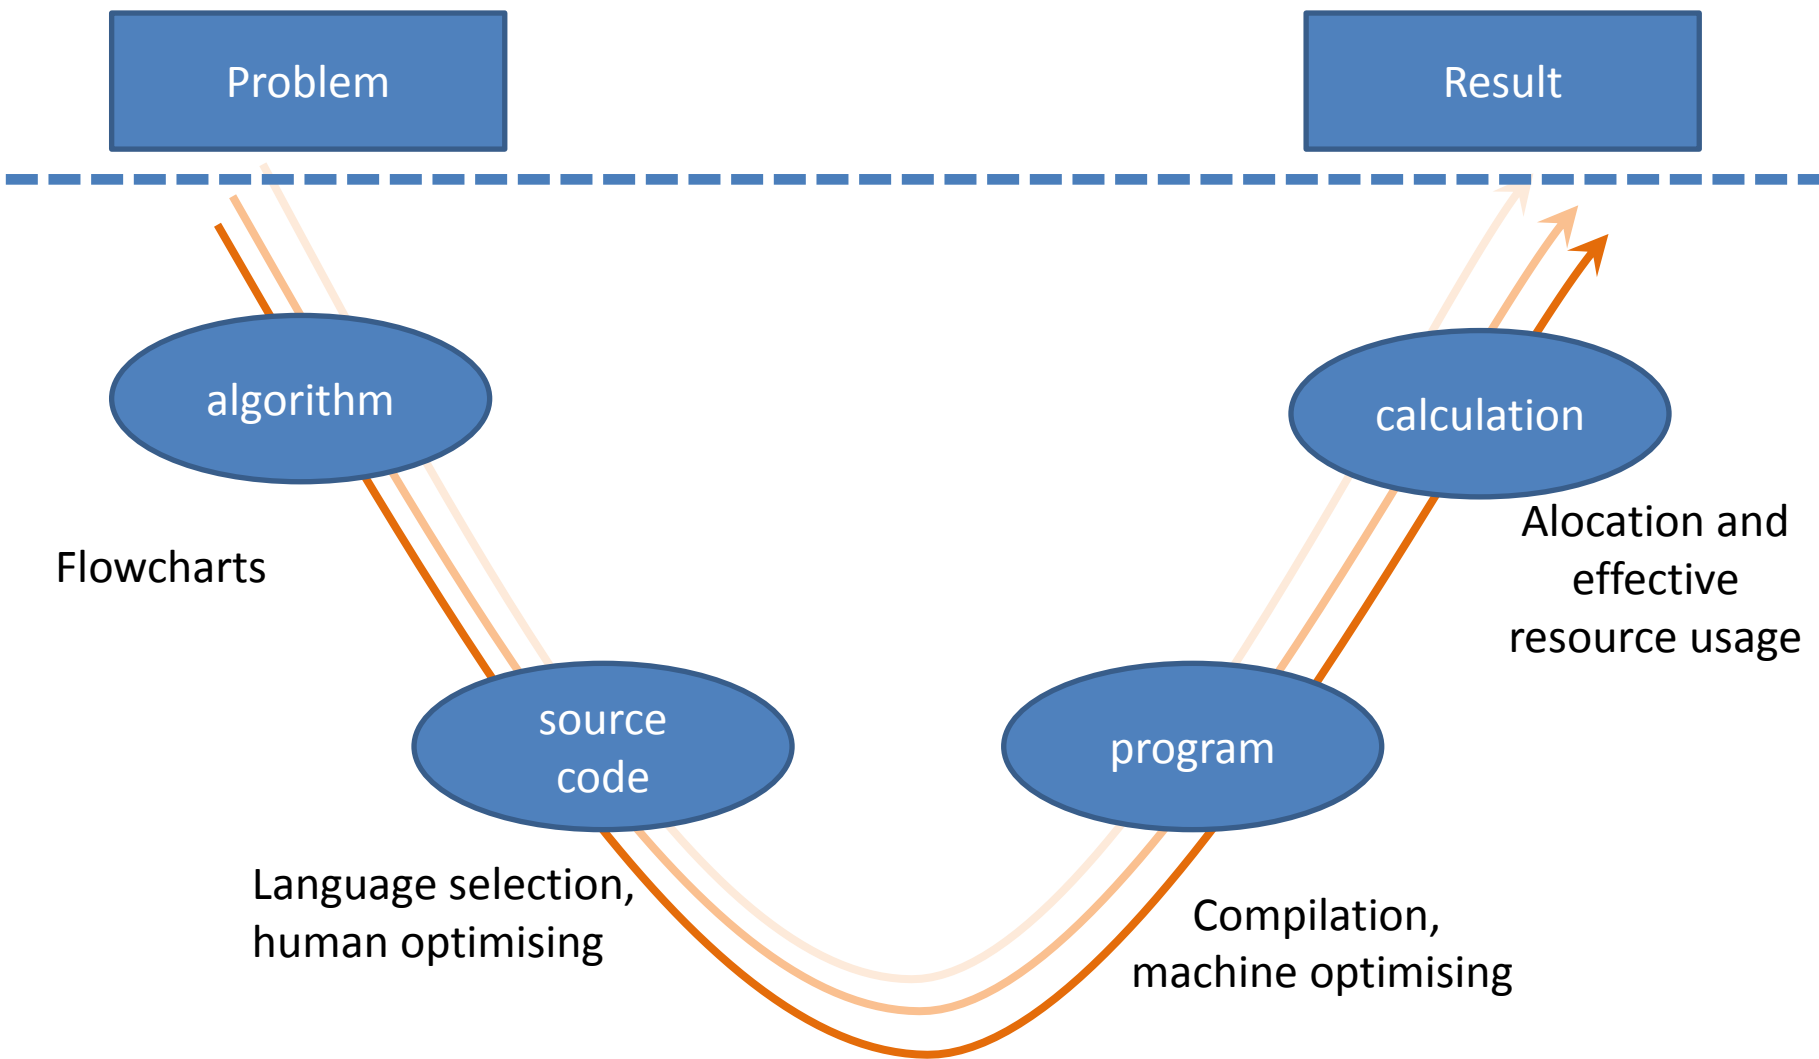 Problem
Result
algorithm
calculation
Flowcharts
Alocation and
effective
resource usage
source
code
program
Language selection,
human optimising
Compilation,
machine optimising